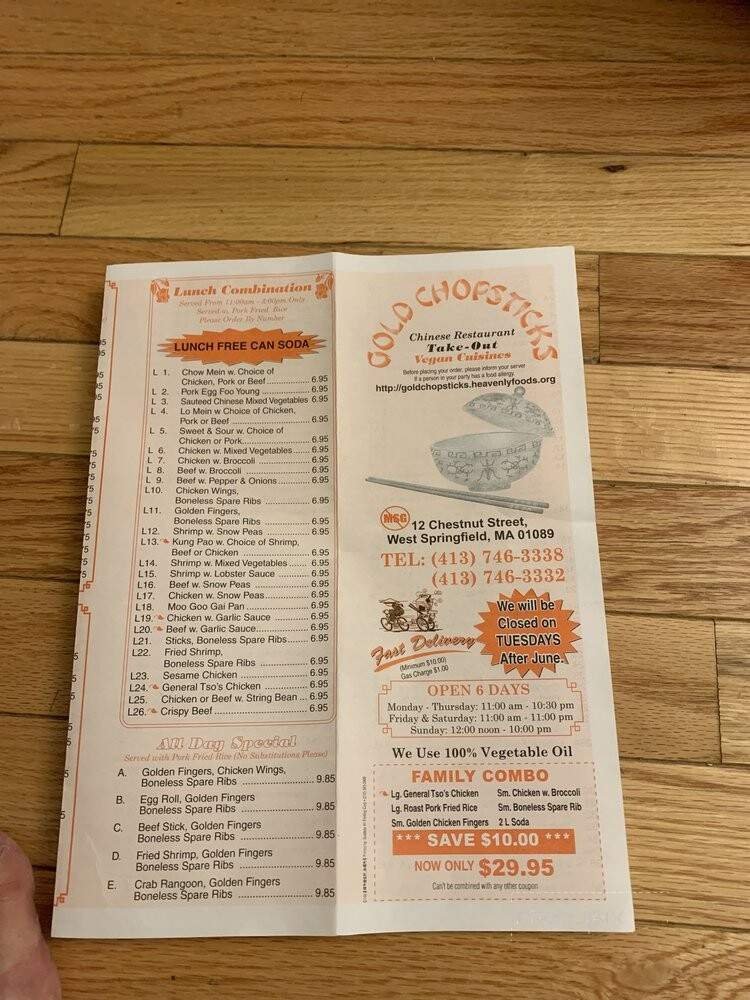 Lunch Combination
Served From 11:00am - 3:00pm Only
Served w. Pork Fried Rice
Please Order By Number
LUNCH FREE CAN SODA
L 1. Chow Mein w. Choice of
Chicken, Pork or Beef 6.95
L 2. Pork Egg Foo Young 6.95
L 3. Sauteed Chinese Mixed Vegetables 6.95
L 4. Lo Mein w Choice of Chicken,
Pork or Beef 6.95
L 5. Sweet & Sour w. Choice of
Chicken or Pork 6.95
L 6. Chicken w. Mixed Vegetables 6.95
L 7. Chicken w. Broccoli 6.95
L 8. Beef w. Broccoli 6.95
L 9. Beef w. Pepper & Onions 6.95
L10. Chicken Wings,
Boneless Spare Ribs 6.95
L11. Golden Fingers,
Boneless Spare Ribs 6.95
L12. Shrimp w. Snow Peas 6.95
L13. Kung Pao w. Choice of Shrimp,
Beef or Chicken 6.95
L14. Shrimp w. Mixed Vegetables 6.95
L15. Shrimp w. Lobster Sauce 6.95
L16. Beef w. Snow Peas 6.95
L17. Chicken w. Snow Peas 6.95
L18. Moo Goo Gai Pan 6.95
L19. Chicken w. Garlic Sauce 6.95
L20. Beef w. Garlic Sauce 6.95
L21. Sticks, Boneless Spare Ribs 6.95
L22. Fried Shrimp,
Boneless Spare Ribs 6.95
L23. Sesame Chicken 6.95
L24. General Tso's Chicken 6.95
L25. Chicken or Beef w. String Bean 6.95
L26. Crispy Beef 6.95
All Day Special
Served with Pork Fried Rice (No Substitutions Please)
A. Golden Fingers, Chicken Wings,
Boneless Spare Ribs 9.85
B. Egg Roll, Golden Fingers
Boneless Spare Ribs 9.85
C. Beef Stick, Golden Fingers
Boneless Spare Ribs 9.85
D. Fried Shrimp, Golden Fingers
Boneless Spare Ribs 9.85
E. Crab Rangoon, Golden Fingers
Boneless Spare Ribs 9.85
GOLD CHOPSTICKS
Chinese Restaurant
Take-Out
Vegan Cuisines
Before placing your order, please inform your server
if a person in your party has a food allergy.
http://goldchopsticks.heavenlyfoods.org
MSG
12 Chestnut Street,
West Springfield, MA 01089
TEL: (413) 746-3338
(413) 746-3332
Fast Delivery
(Minimum $10.00)
Gas Charge $1.00
We will be
Closed on
TUESDAYS
After June.
OPEN 6 DAYS
Monday - Thursday: 11:00 am - 10:30 pm
Friday & Saturday: 11:00 am - 11:00 pm
Sunday: 12:00 noon - 10:00 pm
We Use 100% Vegetable Oil
FAMILY COMBO
Lg. General Tso's Chicken Sm. Chicken w. Broccoli
Lg. Roast Pork Fried Rice Sm. Boneless Spare Rib
Sm. Golden Chicken Fingers 2 L Soda
*** SAVE $10.00 ***
NOW ONLY $29.95
Can't be combined with any other coupon